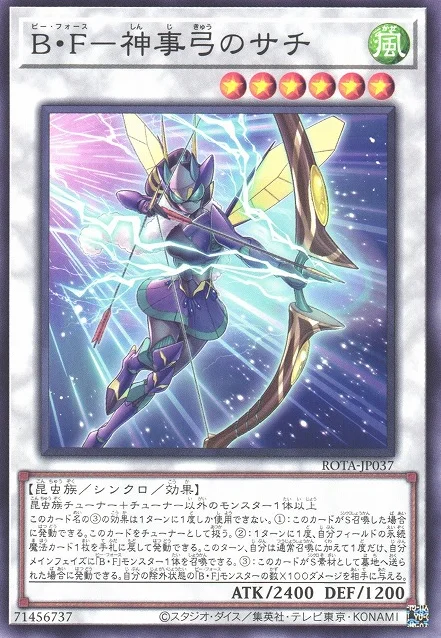 ビー・フォース しん じ きゅう
B・F－神事弓のサチ
風
ROTA-JP037
【昆虫族／シンクロ／効果】
昆虫族チューナー＋チューナー以外のモンスター1体以上
このカード名の③の効果は1ターンに1度しか使用できない。①：このカードがS召喚した場合
に発動できる。このカードをチューナーとして扱う。②：1ターンに1度、自分フィールドの永続
魔法カード1枚を手札に戻して発動できる。このターン、自分は通常召喚に加えて1度だけ、自分
メインフェイズに「B・F」モンスター1体を召喚できる。③：このカードがS素材として墓地へ送ら
れた場合に発動できる。自分の除外状態の「B・F」モンスターの数×100ダメージを相手に与える。
ATK/2400 DEF/1200
71456737 ©スタジオ・ダイス／集英社・テレビ東京・KONAMI